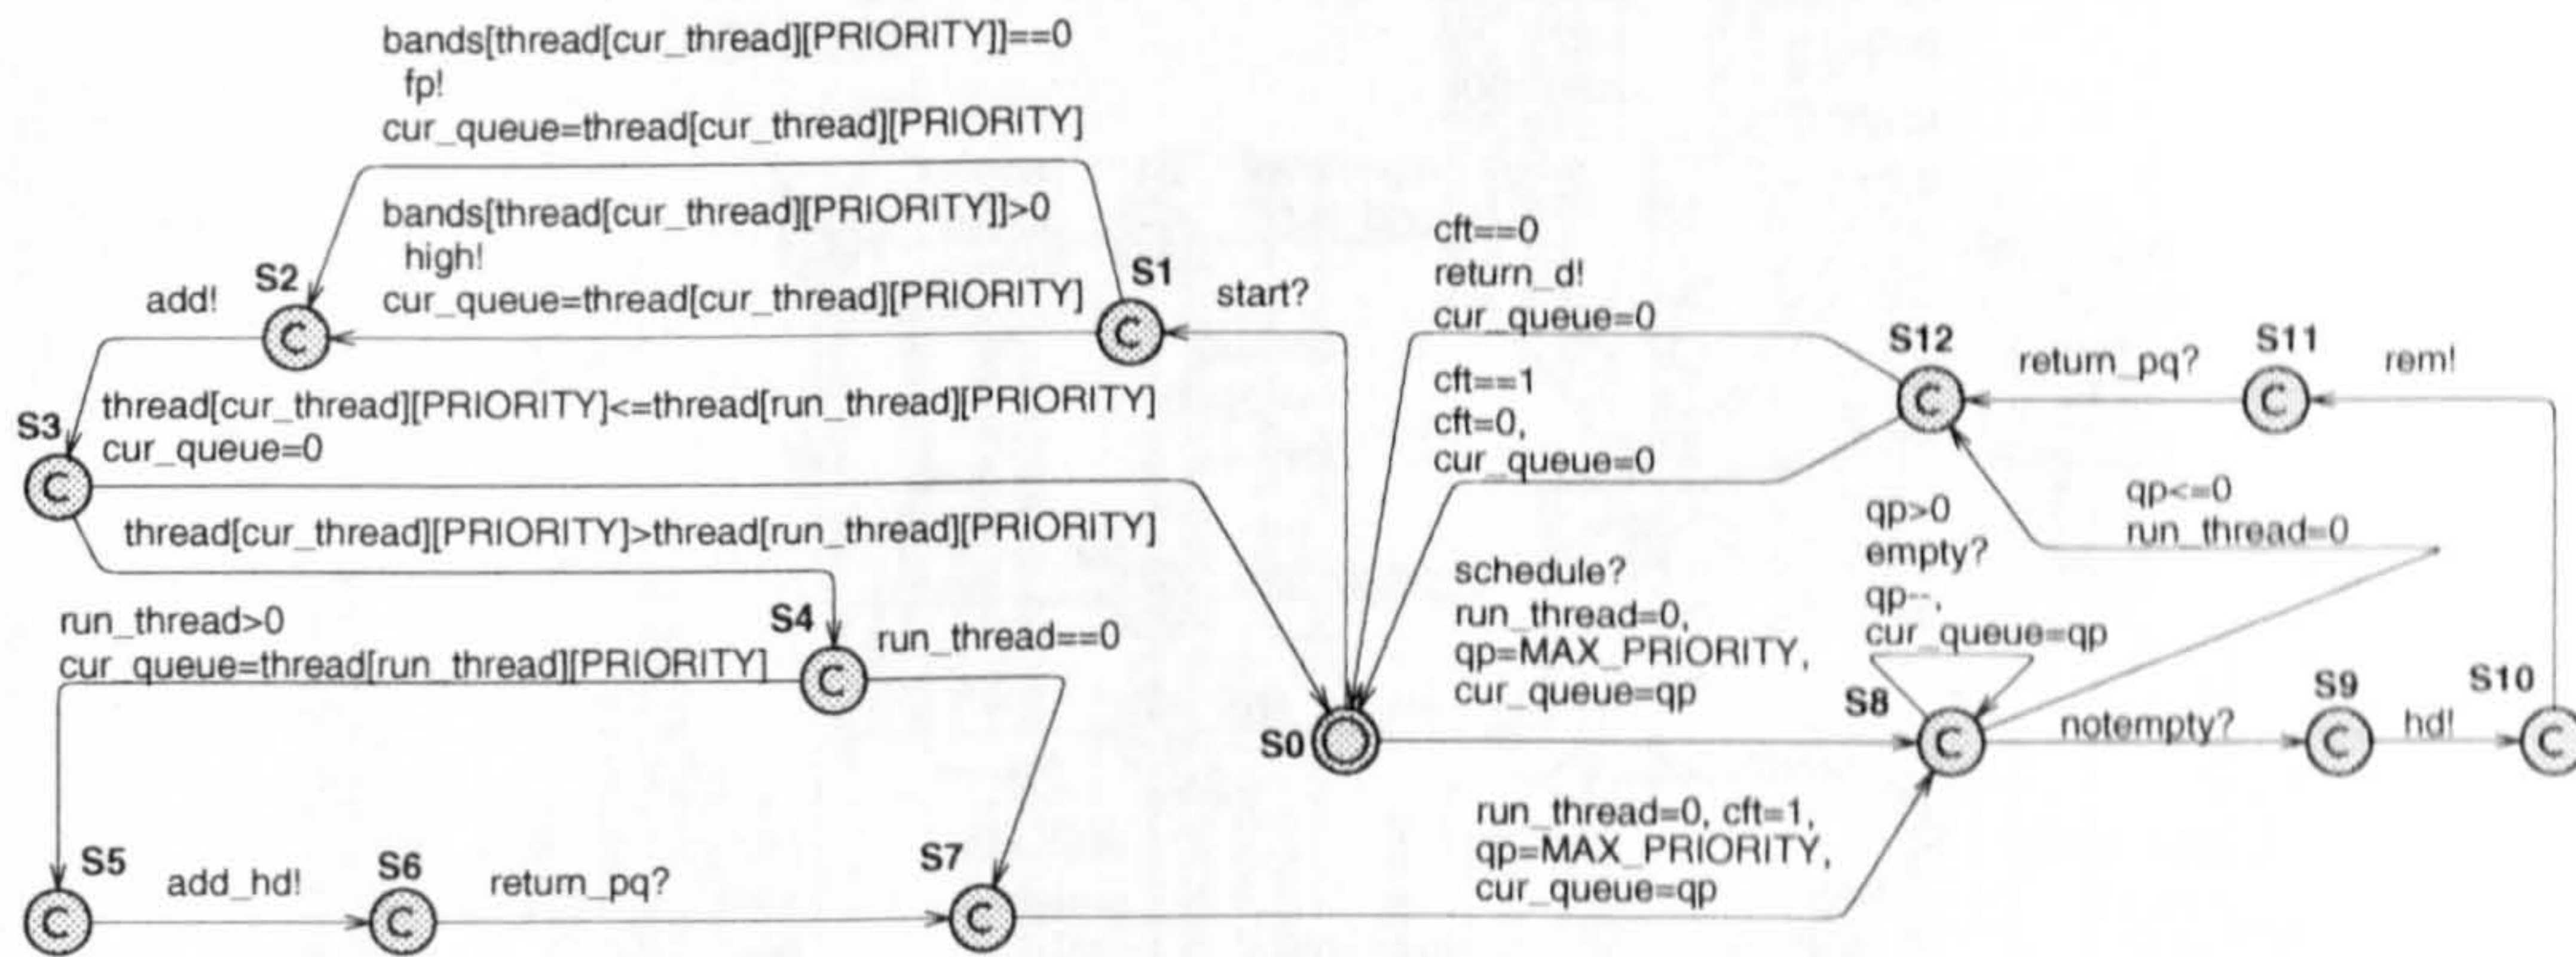 bands[thread[cur_thread][PRIORITY]]==0
fp!
cur_queue=thread[cur_thread][PRIORITY]
bands[thread[cur_thread][PRIORITY]]>0
high!
cur_queue=thread[cur_thread][PRIORITY]
S2
add!
C
S1
C
start?
S3
C
thread[cur_thread][PRIORITY]<=thread[run_thread][PRIORITY]
cur_queue=0
thread[cur_thread][PRIORITY]>thread[run_thread][PRIORITY]
run_thread>0
cur_queue=thread[run_thread][PRIORITY]
S4
C
run_thread==0
S5
C
add_hd!
S6
C
return_pq?
S7
C
cft==0
return_d!
cur_queue=0
cft==1
cft=0,
cur_queue=0
S12
C
return_pq?
S11
C
rem!
qp>0
empty?
qp--,
cur_queue=qp
qp<=0
run_thread=0
schedule?
run_thread=0,
qp=MAX_PRIORITY,
cur_queue=qp
S0
S8
C
notempty?
S9
C
hd!
S10
C
run_thread=0, cft=1,
qp=MAX_PRIORITY,
cur_queue=qp